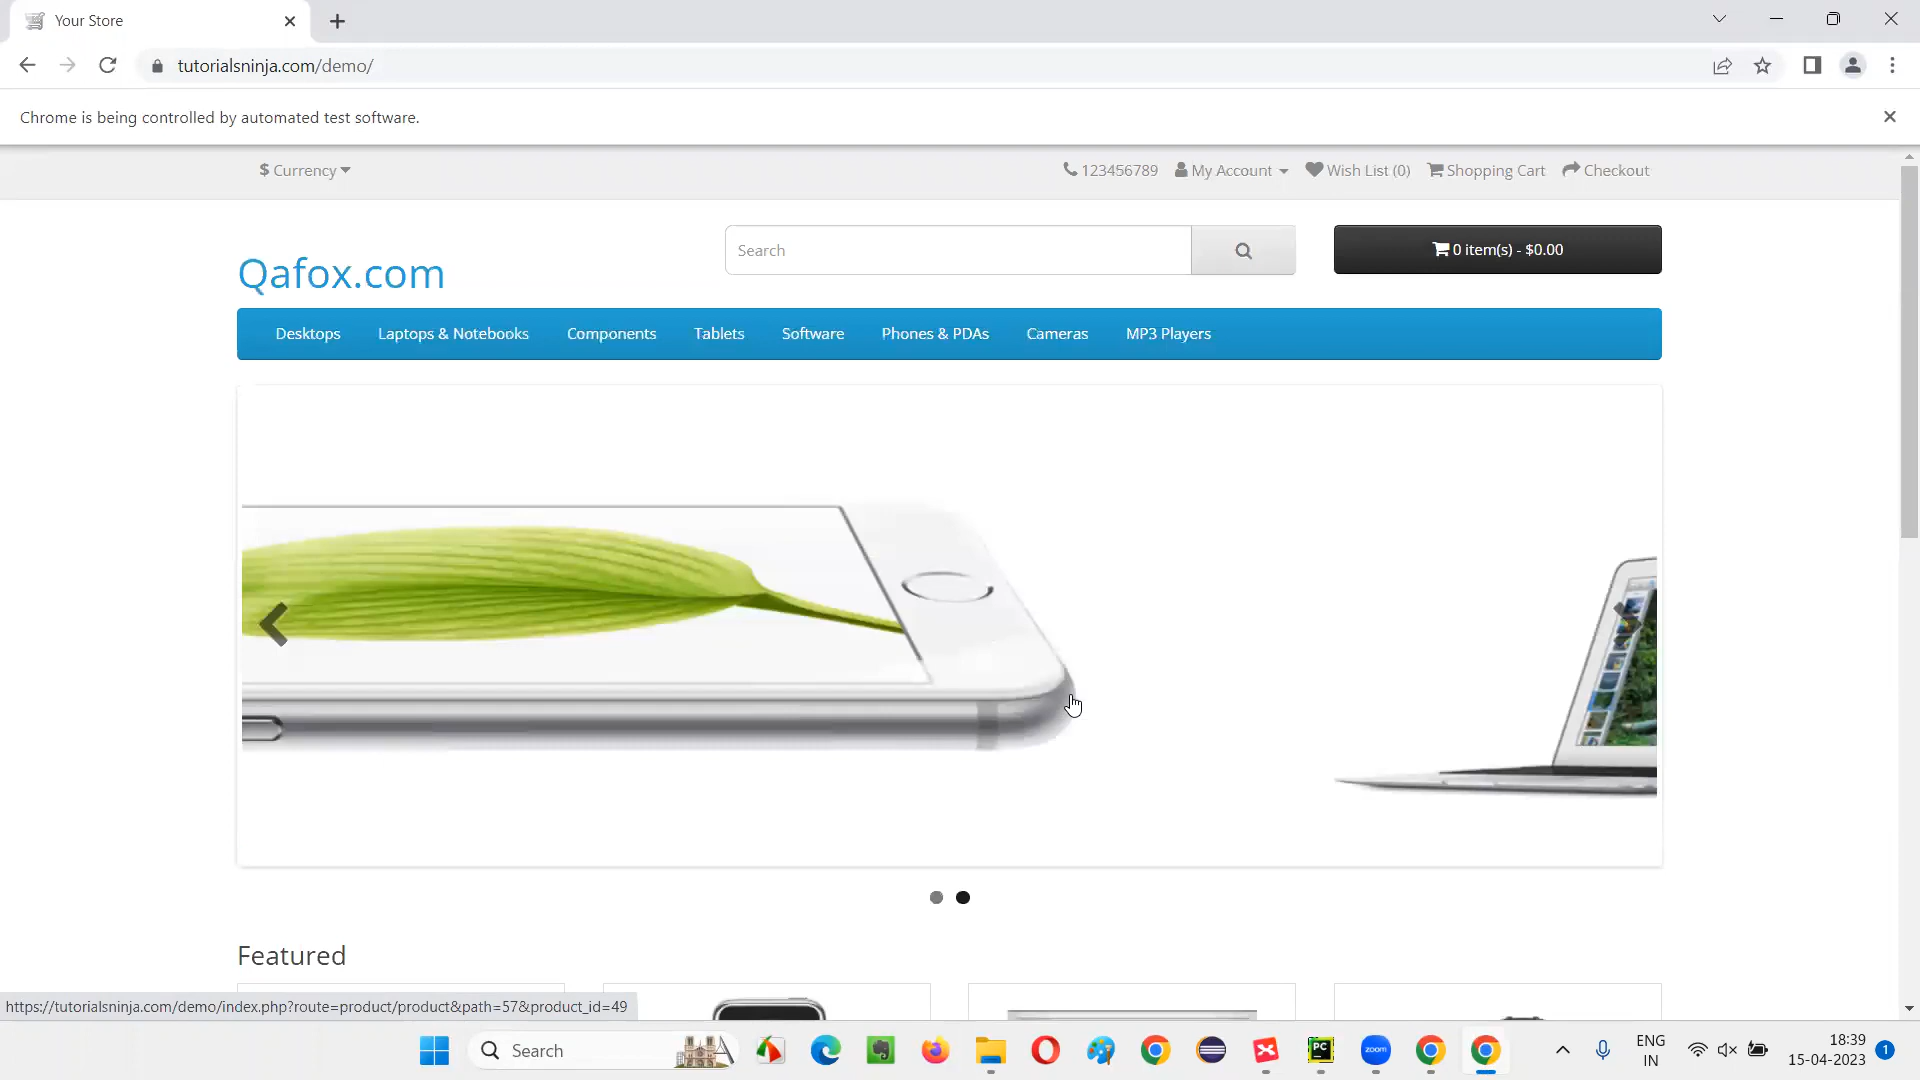 Your Store
tutorialsninja.com/demo/
Chrome is being controlled by automated test software.
$ Currency
123456789 My Account Wish List (0) Shopping Cart Checkout
Search
0 item(s) - $0.00
Qafox.com
Desktops Laptops & Notebooks Components Tablets Software Phones & PDAs Cameras MP3 Players
Featured
https://tutorialsninja.com/demo/index.php?route=product/product&path=57&product_id=49
Search
PC
zoom
ENG
IN
18:39
15-04-2023
1